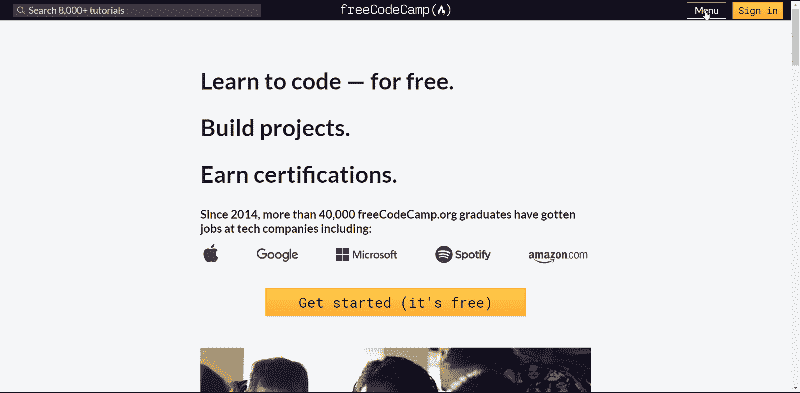 Search 8,000+ tutorials
freeCodeCamp(🔥)
Menu
Sign in
Learn to code — for free.
Build projects.
Earn certifications.
Since 2014, more than 40,000 freeCodeCamp.org graduates have gotten
jobs at tech companies including:
Google Microsoft Spotify amazon.com
Get started (it's free)